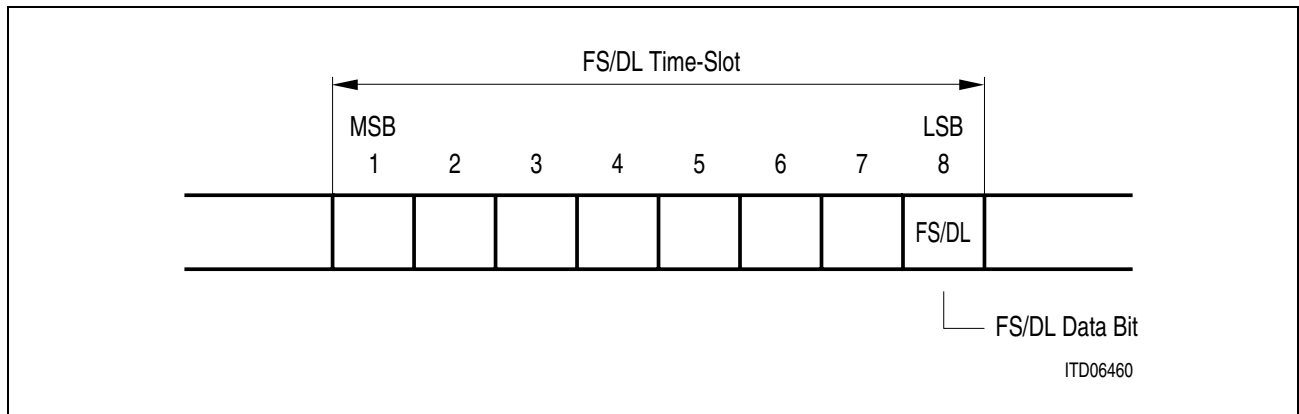 FS/DL Time-Slot
MSB LSB
1 2 3 4 5 6 7 8
FS/DL
FS/DL Data Bit
ITD06460